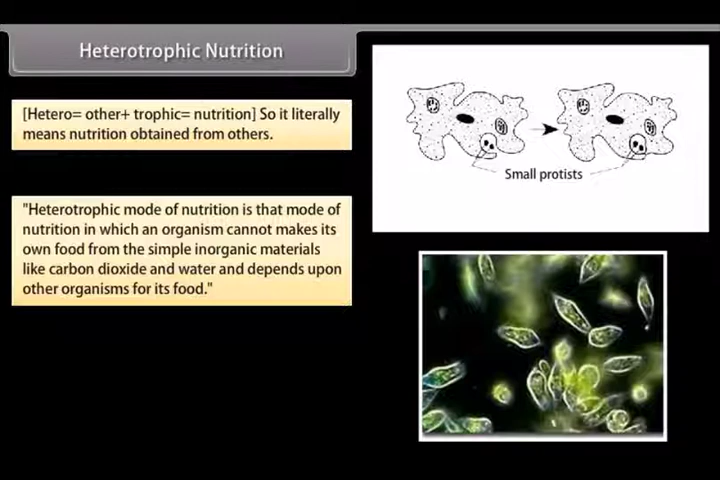 Heterotrophic Nutrition
[Hetero= other+ trophic= nutrition] So it literally
means nutrition obtained from others.
"Heterotrophic mode of nutrition is that mode of
nutrition in which an organism cannot makes its
own food from the simple inorganic materials
like carbon dioxide and water and depends upon
other organisms for its food."
Small protists